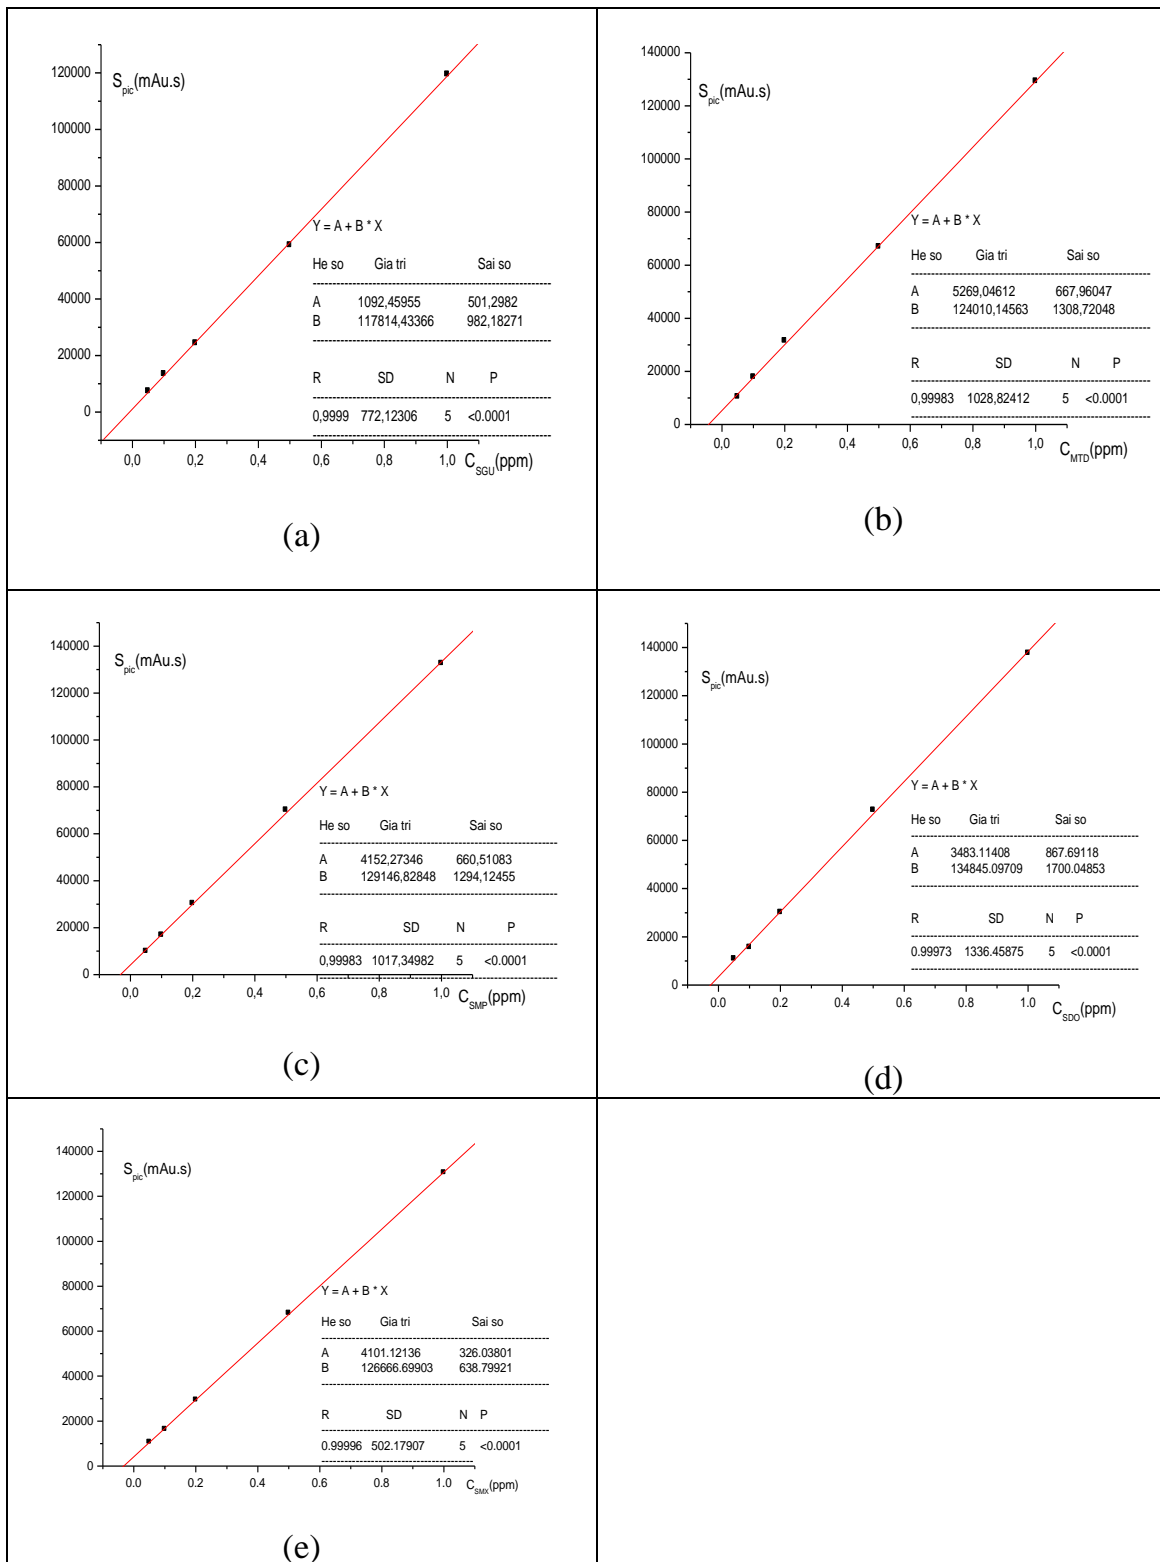 120000
S_pic(mAu.s)
100000
80000
Y = A + B * X
60000
He so Gia tri Sai so
40000
A 1092,45955 501,2982
B 117814,43366 982,18271
20000
R SD N P
0
0,9999 772,12306 5 <0.0001
0,0 0,2 0,4 0,6 0,8 1,0 C_SGU(ppm)
(a)
140000
S_pic(mAu.s)
120000
100000
80000
Y = A + B * X
He so Gia tri Sai so
60000
A 5269,04612 667,96047
B 124010,14563 1308,72048
40000
R SD N P
20000
0,99983 1028,82412 5 <0.0001
0
0,0 0,2 0,4 0,6 0,8 1,0
C_MTD(ppm)
(b)
140000
S_pic(mAu.s)
120000
100000
80000
Y = A + B * X
He so Gia tri Sai so
60000
A 4152,27346 660,51083
B 129146,82848 1294,12455
40000
R SD N P
20000
0,99983 1017,34982 5 <0.0001
0
0,0 0,2 0,4 0,6 0,8 1,0
C_SMP(ppm)
(c)
140000
S_pic(mAu.s)
120000
100000
Y = A + B * X
80000
He so Gia tri Sai so
60000
A 3483.11408 867.69118
B 134845.09709 1700.04853
40000
R SD N P
20000
0.99973 1336.45875 5 <0.0001
0
0.0 0.2 0.4 0.6 0.8 1.0
C_SDO(ppm)
(d)
140000
S_pic(mAu.s)
120000
100000
80000
Y = A + B * X
He so Gia tri Sai so
60000
A 4101.12136 326.03801
B 126666.69903 638.79921
40000
R SD N P
20000
0.99996 502.17907 5 <0.0001
0
0.0 0.2 0.4 0.6 0.8 1.0
C_SMX(ppm)
(e)